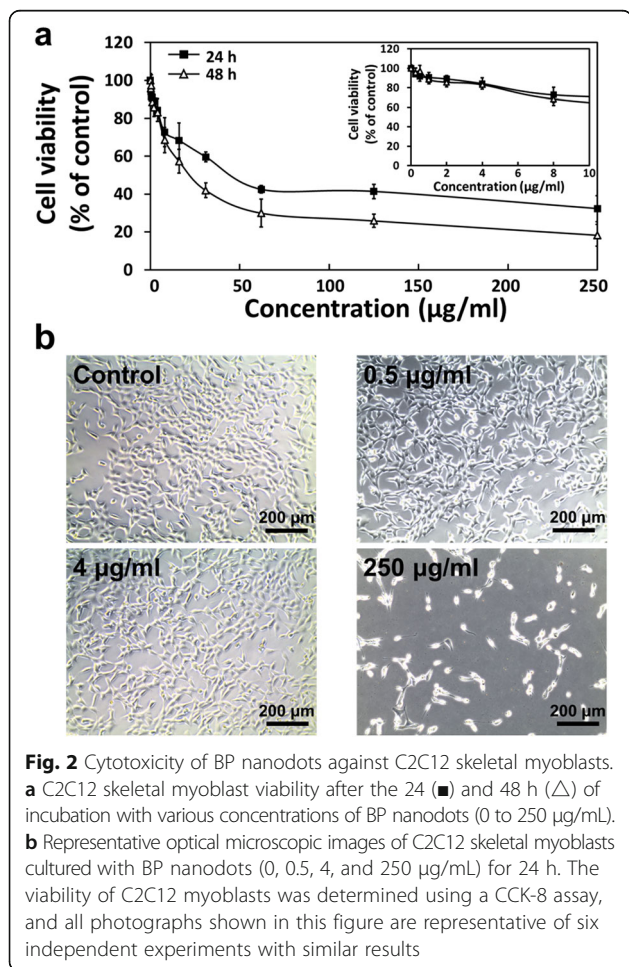 a
120
100
80
60
40
20
0
Cell viability
(% of control)
24 h
48 h
0
50
100
150
200
250
Concentration (µg/ml)
120
100
80
60
40
20
0
Cell viability
(% of control)
0
2
4
6
8
10
Concentration (µg/ml)
b
Control
200 µm
0.5 µg/ml
200 µm
4 µg/ml
200 µm
250 µg/ml
200 µm
Fig. 2 Cytotoxicity of BP nanodots against C2C12 skeletal myoblasts.
a C2C12 skeletal myoblast viability after the 24 (■) and 48 h (△) of
incubation with various concentrations of BP nanodots (0 to 250 µg/mL).
b Representative optical microscopic images of C2C12 skeletal myoblasts
cultured with BP nanodots (0, 0.5, 4, and 250 µg/mL) for 24 h. The
viability of C2C12 myoblasts was determined using a CCK-8 assay,
and all photographs shown in this figure are representative of six
independent experiments with similar results